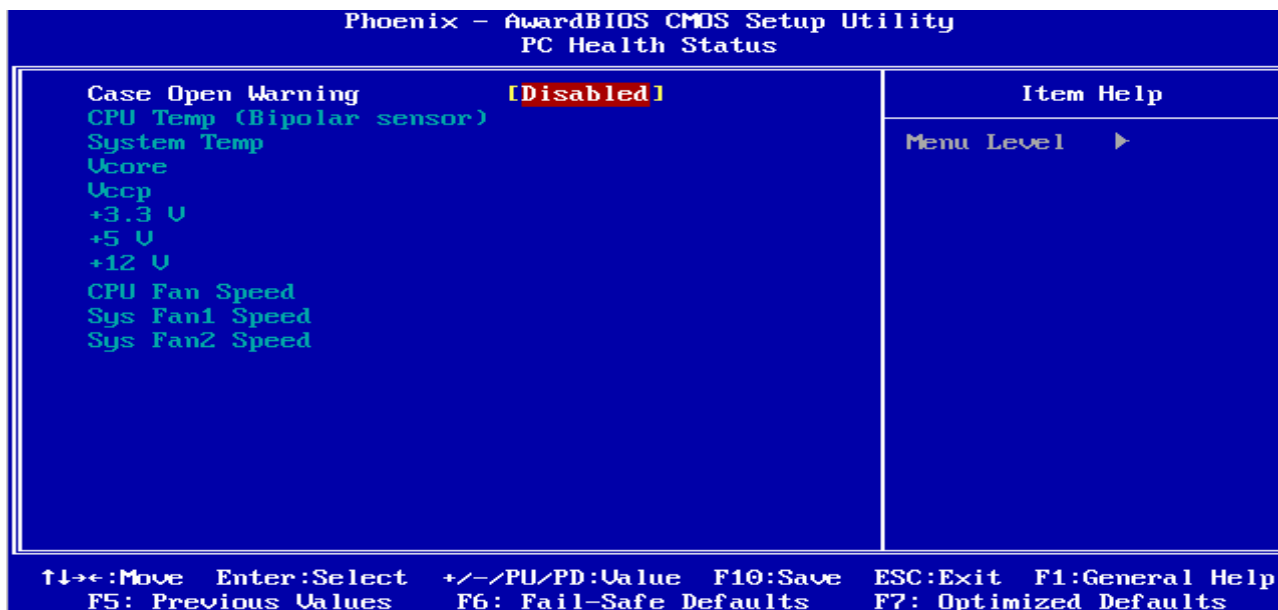 Phoenix - AwardBIOS CMOS Setup Utility
PC Health Status
Case Open Warning [Disabled]
CPU Temp (Bipolar sensor)
System Temp
Vcore
Vccp
+3.3 V
+5 V
+12 V
CPU Fan Speed
Sys Fan1 Speed
Sys Fan2 Speed
Item Help
Menu Level ►
↑↓→←:Move Enter:Select +/-/PU/PD:Value F10:Save ESC:Exit F1:General Help
F5: Previous Values F6: Fail-Safe Defaults F7: Optimized Defaults